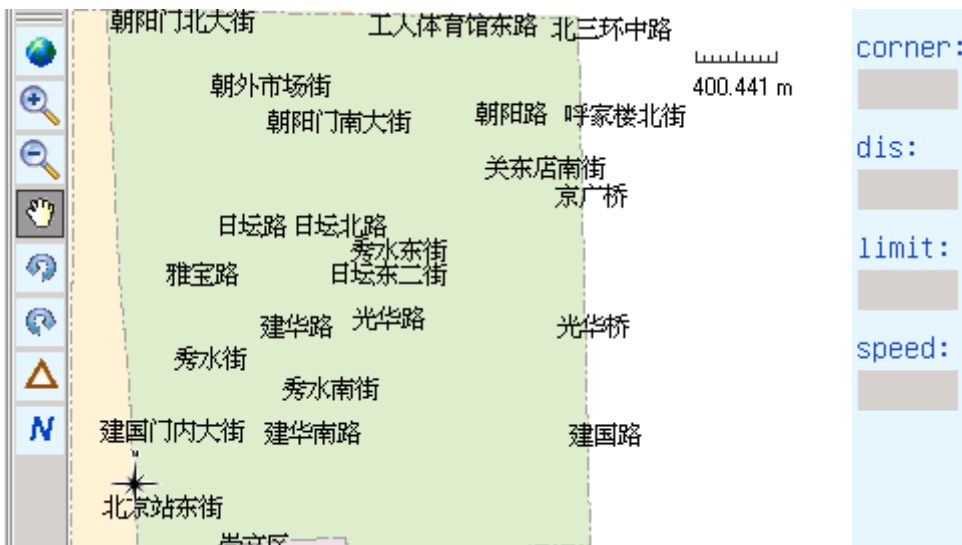 朝阳门北大街
工人体育馆东路
北三环中路
400.441 m
朝外市场街
朝阳门南大街
朝阳路
呼家楼北街
关东店南街
京广桥
日坛路
日坛北路
秀水东街
雅宝路
日坛东二街
建华路
光华路
光华桥
秀水街
秀水南街
建国门内大街
建华南路
建国路
N
北京站东街
崇文区
corner:
dis:
limit:
speed:
N